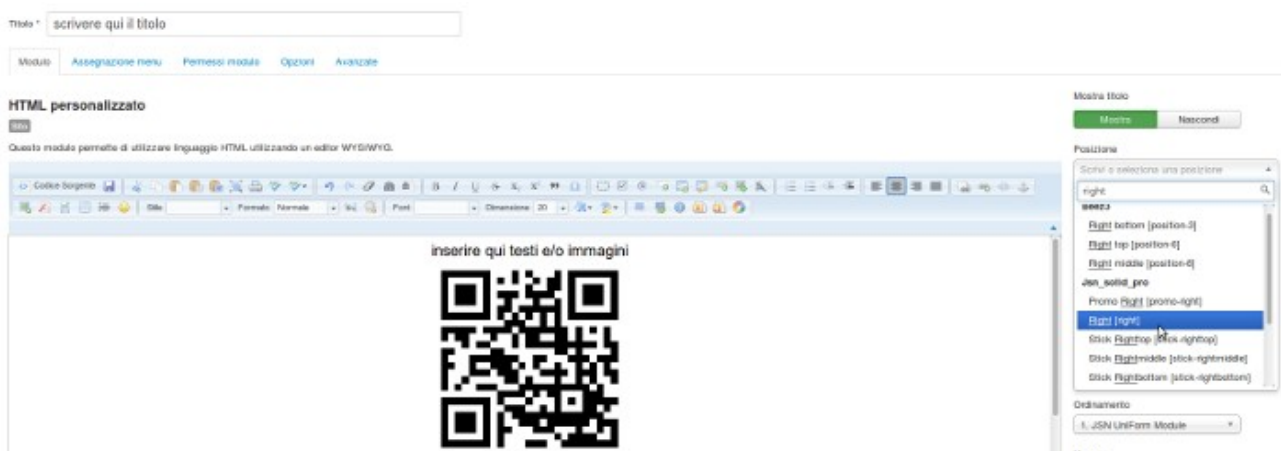 Titolo * scrivere qui il titolo
Modulo Assegnazione menu Permessi modulo Opzioni Avanzate
HTML personalizzato
Sito
Questo modulo permette di utilizzare linguaggio HTML utilizzando un editor WYSIWYG.
Codice Sorgente
Stile Formato Normale Font Dimensione 20
inserire qui testi e/o immagini
Mostra titolo
Mostra Nascondi
Posizione
Scrivi o seleziona una posizione
right
Beez3
Right bottom [position-3]
Right top [position-6]
Right middle [position-6]
Jsn_solid_pro
Promo Right [promo-right]
Right [right]
Stick Righttop [stick-righttop]
Stick Rightmiddle [stick-rightmiddle]
Stick Rightbottom [stick-rightbottom]
Ordinamento
1. JSN UniForm Module